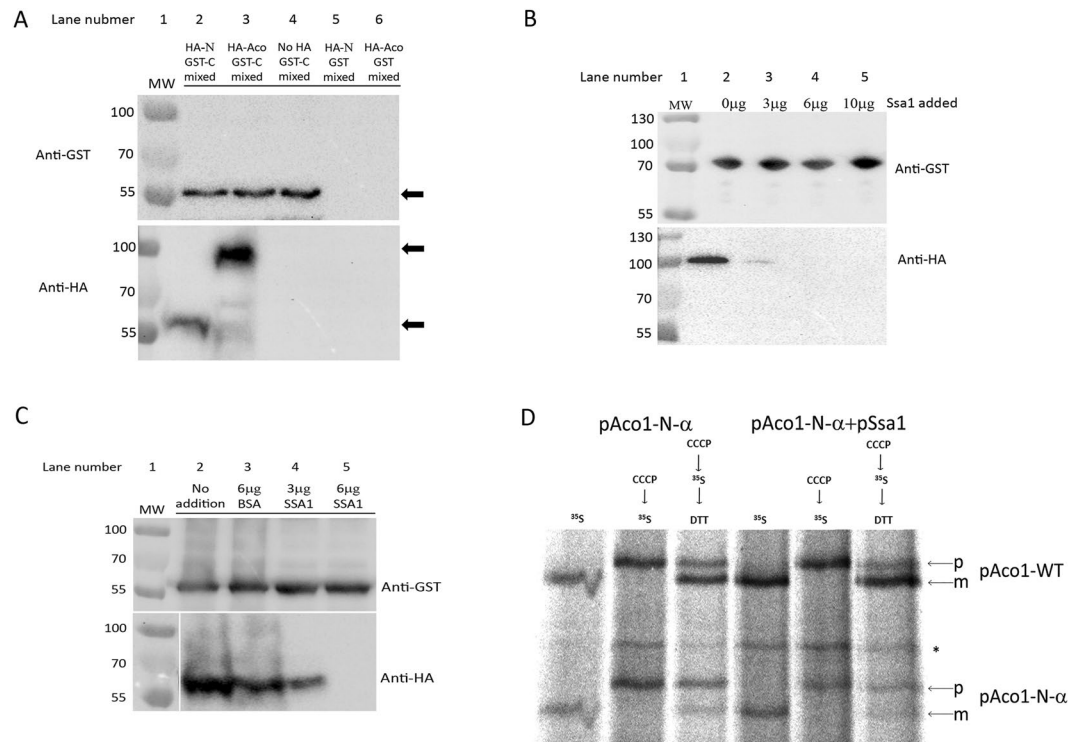 A
Lane nubmer 1 2 3 4 5 6
HA-N HA-Aco No HA HA-N HA-Aco
GST-C GST-C GST-C GST GST
MW mixed mixed mixed mixed mixed
100
Anti-GST 70
55
100
Anti-HA 70
55
B
Lane number 1 2 3 4 5
MW 0µg 3µg 6µg 10µg Ssa1 added
130
100
70 Anti-GST
55
130
100 Anti-HA
70
55
C
Lane number 1 2 3 4 5
No 6µg 3µg 6µg
MW addition BSA SSA1 SSA1
100
70
55 Anti-GST
100
70 Anti-HA
55
D
pAco1-N-α pAco1-N-α+pSsa1
CCCP CCCP
CCCP ³⁵S CCCP ³⁵S
³⁵S ³⁵S DTT ³⁵S ³⁵S DTT
p
pAco1-WT
m
*
p
pAco1-N-α
m